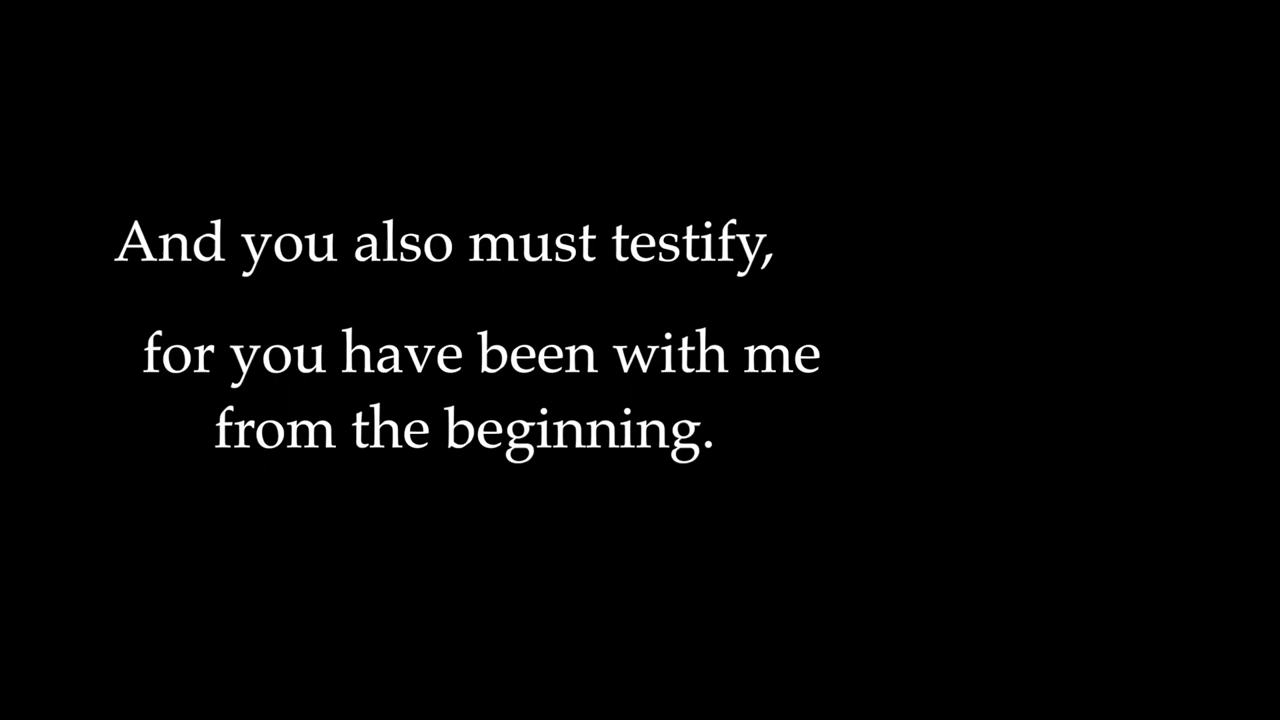 And you also must testify,
for you have been with me
from the beginning.